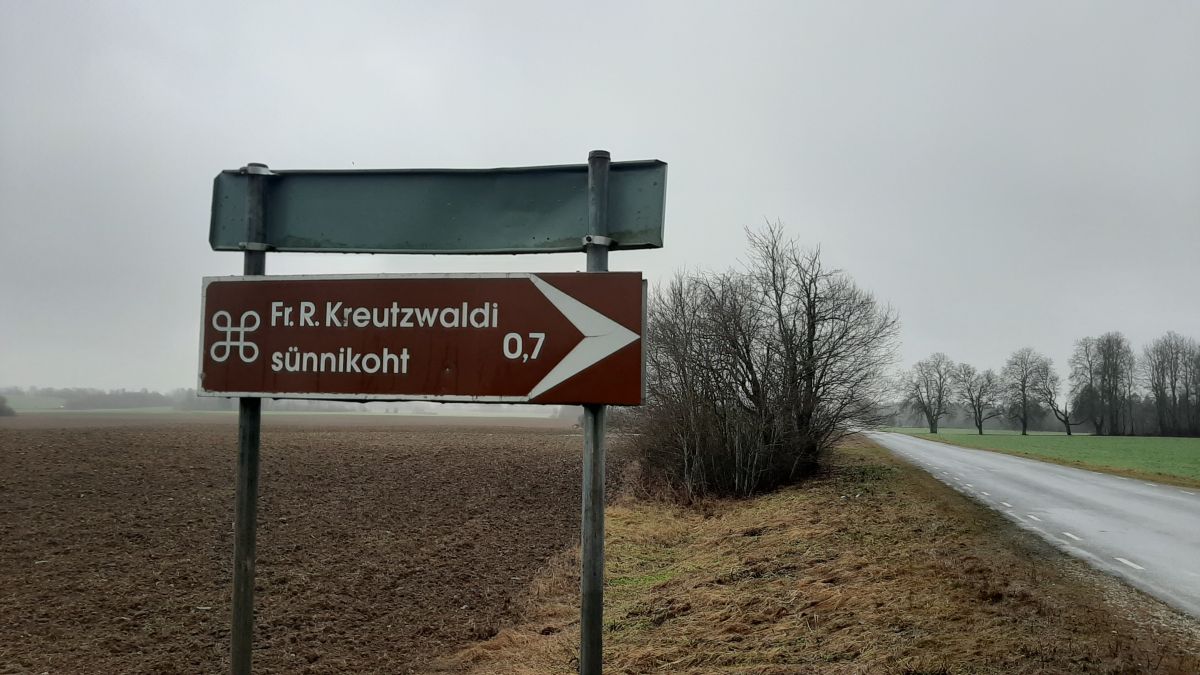 Fr. R. Kreutzwaldi
sünnikoht 0,7